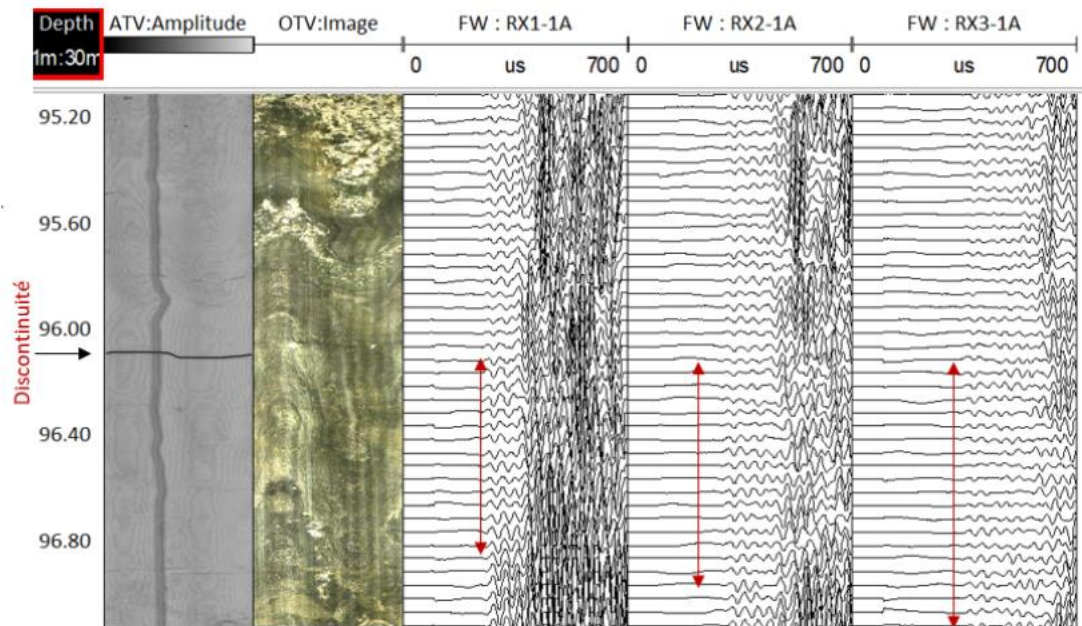 Depth
1m:30m
ATV:Amplitude
OTV:Image
FW : RX1-1A
0 us 700
FW : RX2-1A
0 us 700
FW : RX3-1A
0 us 700
95.20
95.60
96.00
96.40
96.80
Discontinuité